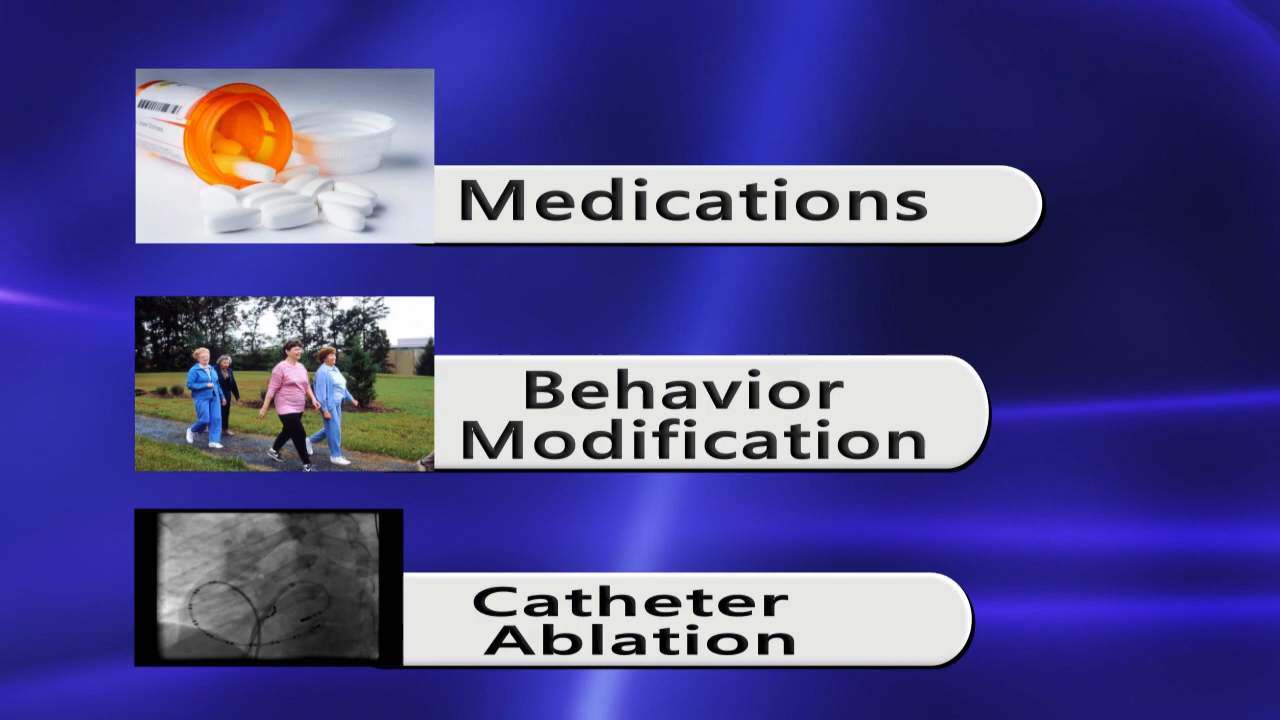 Medications
Behavior
Modification
Catheter
Ablation